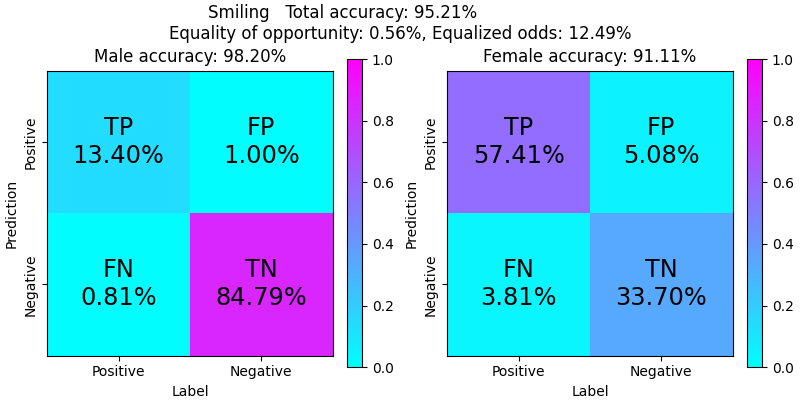 Smiling   Total accuracy: 95.21%
Equality of opportunity: 0.56%, Equalized odds: 12.49%
Male accuracy: 98.20%
TP
13.40%
FP
1.00%
FN
0.81%
TN
84.79%
Positive
Negative
Prediction
Positive
Negative
Label
1.0
0.8
0.6
0.4
0.2
0.0
Female accuracy: 91.11%
TP
57.41%
FP
5.08%
FN
3.81%
TN
33.70%
Positive
Negative
Prediction
Positive
Negative
Label
1.0
0.8
0.6
0.4
0.2
0.0